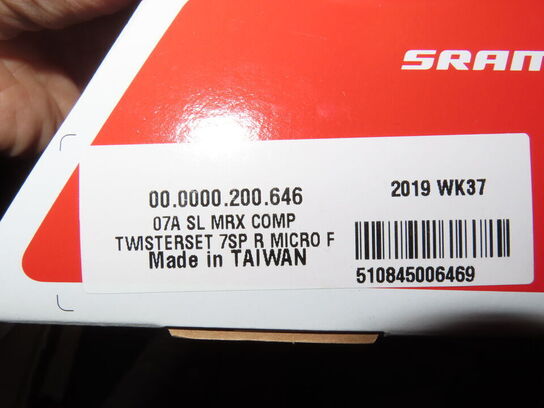 SRAM
00.0000.200.646
2019 WK37
07A SL MRX COMP
TWISTERSET 7SP R MICRO F
Made in TAIWAN
510845006469